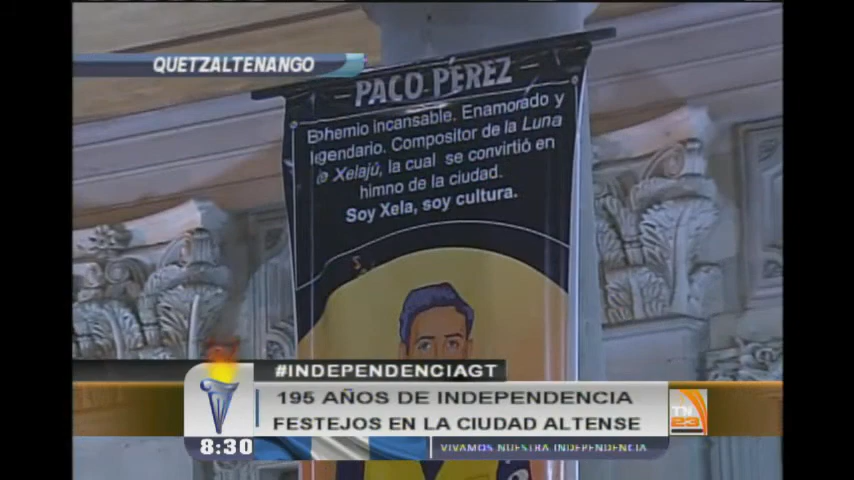 QUETZALTENANGO
PACO PÉREZ
Bohemio incansable. Enamorado y
legendario. Compositor de la Luna
de Xelajú, la cual se convirtió en
himno de la ciudad.
Soy Xela, soy cultura.
#INDEPENDENCIAGT
195 AÑOS DE INDEPENDENCIA
FESTEJOS EN LA CIUDAD ALTENSE
TN
23
8:30
VIVAMOS NUESTRA INDEPENDENCIA